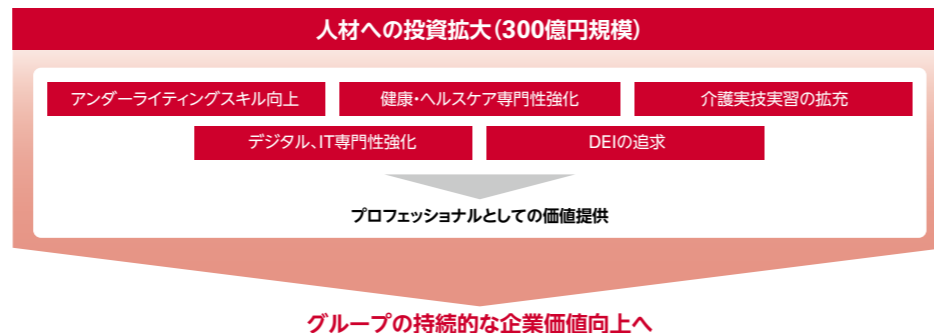 人材への投資拡大（300億円規模）
アンダーライティングスキル向上
健康・ヘルスケア専門性強化
介護実技実習の拡充
デジタル、IT専門性強化
DEIの追求
プロフェッショナルとしての価値提供
グループの持続的な企業価値向上へ